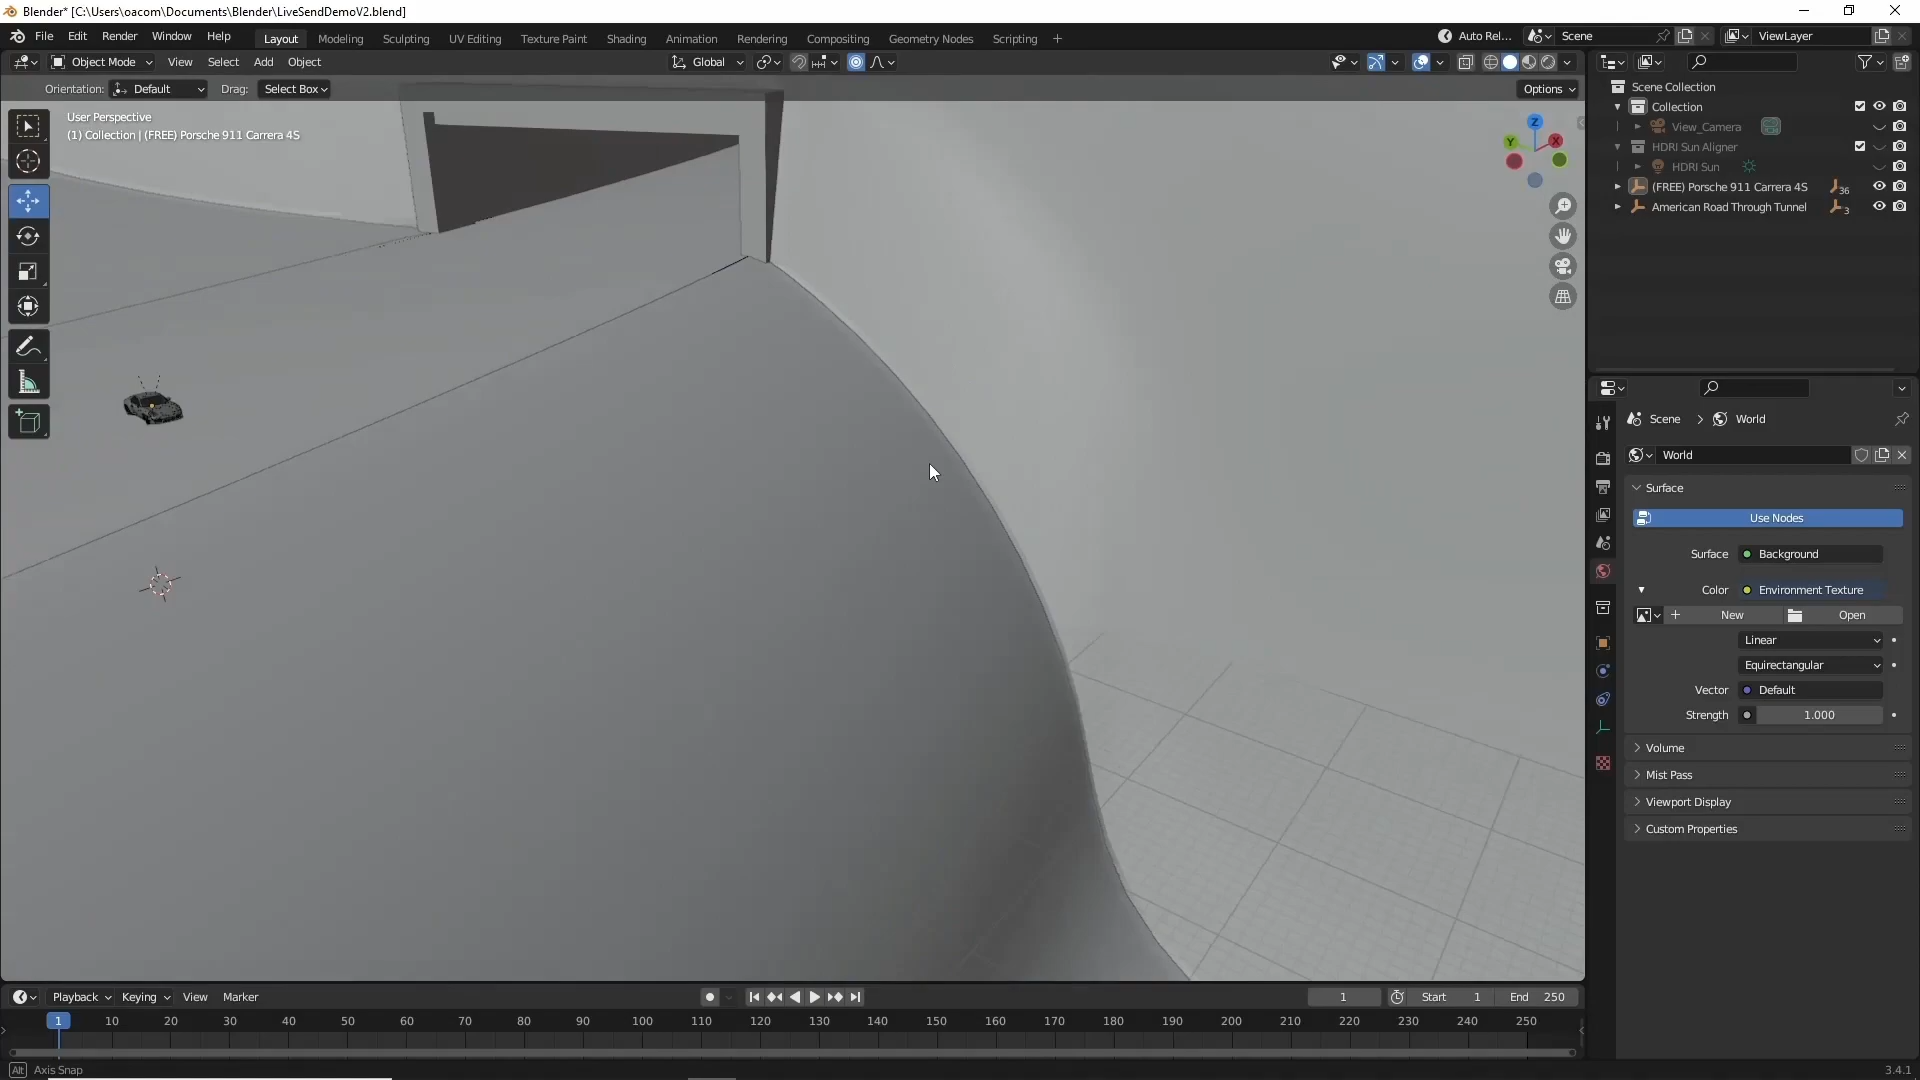 Blender* [C:\Users\oacom\Documents\Blender\LiveSendDemoV2.blend]
File Edit Render Window Help Layout Modeling Sculpting UV Editing Texture Paint Shading Animation Rendering Compositing Geometry Nodes Scripting + Auto Rel... Scene ViewLayer
Object Mode View Select Add Object Global
Orientation: Default Drag: Select Box Options
User Perspective
(1) Collection | (FREE) Porsche 911 Carrera 4S
Z
Y X
Scene Collection
Collection
View_Camera
HDRI Sun Aligner
HDRI Sun
(FREE) Porsche 911 Carrera 4S 36
American Road Through Tunnel 3
Scene > World
World
Surface
Use Nodes
Surface Background
Color Environment Texture
+ New Open
Linear
Equirectangular
Vector Default
Strength 1.000
Volume
Mist Pass
Viewport Display
Custom Properties
Playback Keying View Marker 1 Start 1 End 250
1 10 20 30 40 50 60 70 80 90 100 110 120 130 140 150 160 170 180 190 200 210 220 230 240 250
Alt Axis Snap 3.4.1